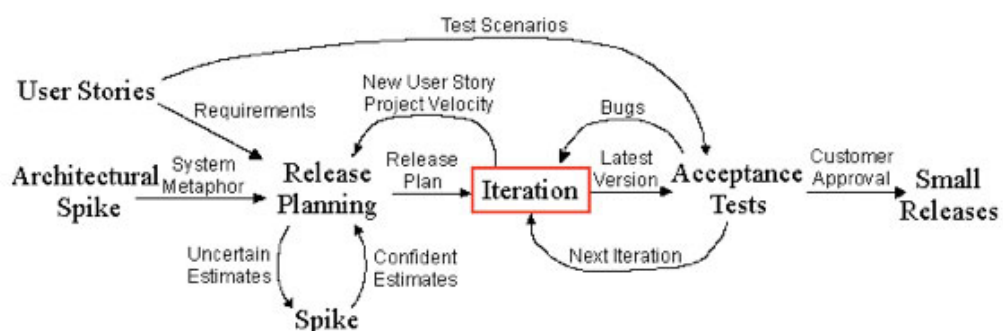 Test Scenarios
User Stories
Requirements
New User Story
Project Velocity
Bugs
Architectural
Spike
System
Metaphor
Release
Planning
Release
Plan
Iteration
Latest
Version
Acceptance
Tests
Customer
Approval
Small
Releases
Uncertain
Estimates
Confident
Estimates
Next Iteration
Spike